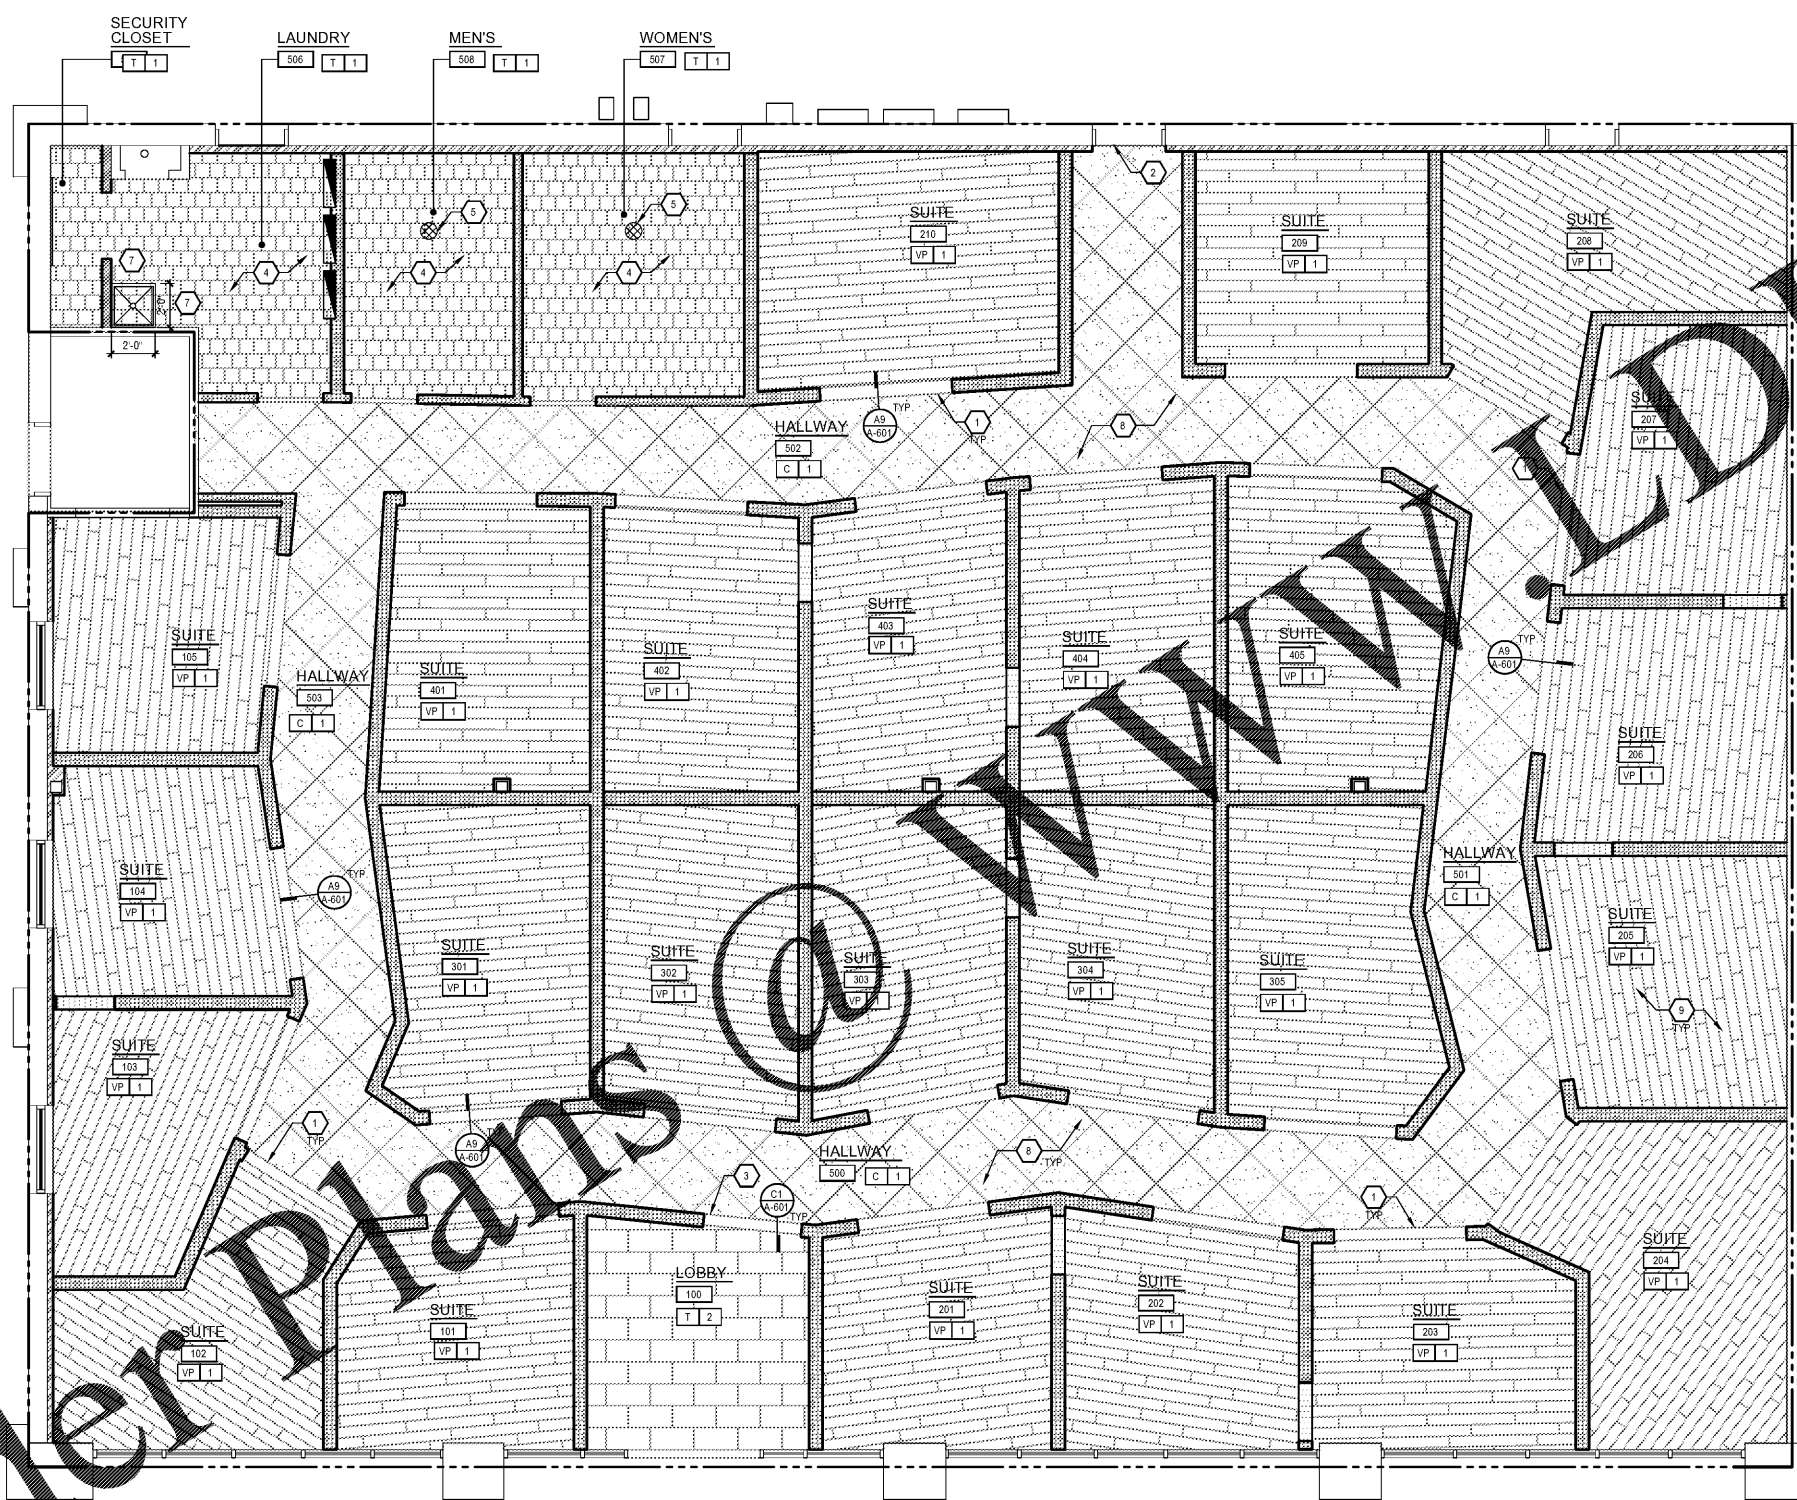 SECURITY
CLOSET
T 1
LAUNDRY
506 T 1
MEN'S
508 T 1
WOMEN'S
507 T 1
2
5
5
7
4
4
4
7
2'-0"
2'-0"
SUITE
210
VP 1
SUITE
209
VP 1
SUITE
208
VP 1
SUITE
207
VP 1
HALLWAY
502
C 1
A9
A-601
TYP
1
TYP
8
SUITE
105
VP 1
HALLWAY
503
C 1
SUITE
401
VP 1
SUITE
402
VP 1
SUITE
403
VP 1
SUITE
404
VP 1
SUITE
405
VP 1
A9
A-601
TYP
SUITE
206
VP 1
SUITE
104
VP 1
A9
A-601
TYP
HALLWAY
501
C 1
SUITE
205
VP 1
9
TYP
SUITE
301
VP 1
SUITE
302
VP 1
SUITE
303
VP
SUITE
304
VP 1
SUITE
305
VP 1
SUITE
103
VP 1
1
TYP
A9
A-601
HALLWAY
500 C 1
8
TYP
3
C1
A-601
TYP
1
TYP
SUITE
102
VP 1
SUITE
101
VP 1
LOBBY
100
T 2
SUITE
201
VP 1
SUITE
202
VP 1
SUITE
203
VP 1
SUITE
204
VP 1
er Plans @ WWW.LD